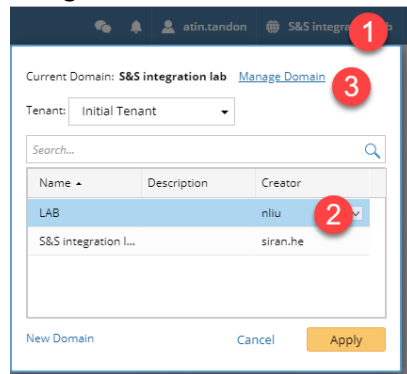 atin.tandon S&S integra b
1
Current Domain: S&S integration lab Manage Domain
3
Tenant: Initial Tenant
Search...
Name Description Creator
LAB nliu
2
S&S integration l... siran.he
New Domain Cancel Apply